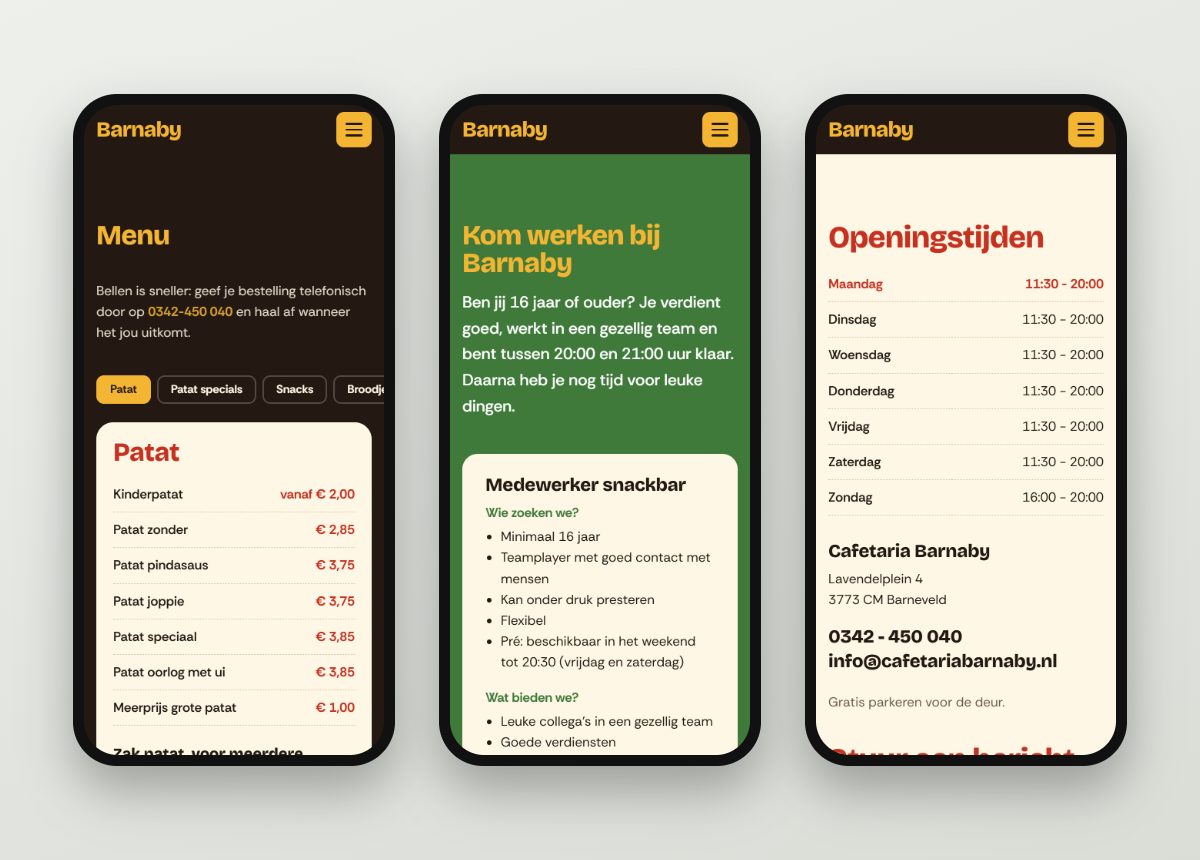 Barnaby
Menu
Bellen is sneller: geef je bestelling telefonisch
door op 0342-450 040 en haal af wanneer
het jou uitkomt.
Patat
Patat specials
Snacks
Broodje
Patat
Kinderpatat vanaf € 2,00
Patat zonder € 2,85
Patat pindasaus € 3,75
Patat joppie € 3,75
Patat speciaal € 3,85
Patat oorlog met ui € 3,85
Meerprijs grote patat € 1,00
Zak patat, voor meerdere
Barnaby
Kom werken bij
Barnaby
Ben jij 16 jaar of ouder? Je verdient
goed, werkt in een gezellig team en
bent tussen 20:00 en 21:00 uur klaar.
Daarna heb je nog tijd voor leuke
dingen.
Medewerker snackbar
Wie zoeken we?
• Minimaal 16 jaar
• Teamplayer met goed contact met
mensen
• Kan onder druk presteren
• Flexibel
• Pré: beschikbaar in het weekend
tot 20:30 (vrijdag en zaterdag)
Wat bieden we?
• Leuke collega's in een gezellig team
• Goede verdiensten
Barnaby
Openingstijden
Maandag 11:30 - 20:00
Dinsdag 11:30 - 20:00
Woensdag 11:30 - 20:00
Donderdag 11:30 - 20:00
Vrijdag 11:30 - 20:00
Zaterdag 11:30 - 20:00
Zondag 16:00 - 20:00
Cafetaria Barnaby
Lavendelplein 4
3773 CM Barneveld
0342 - 450 040
info@cafetariabarnaby.nl
Gratis parkeren voor de deur.
Stuur een bericht